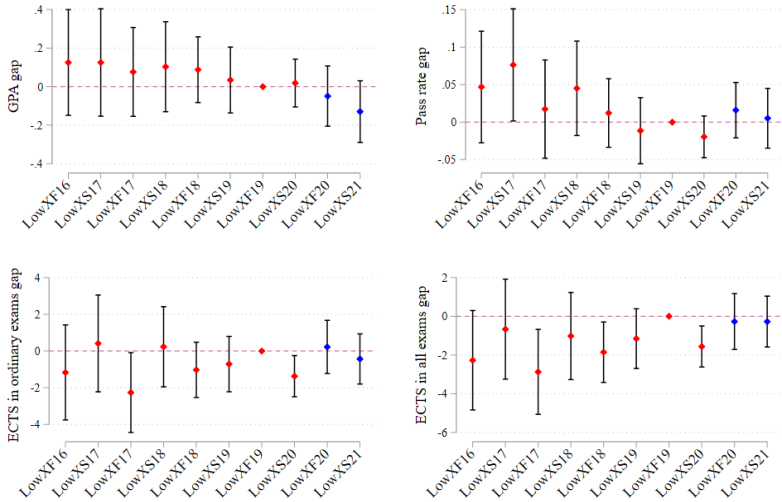 GPA gap
.4
.2
0
-.2
-.4
LowXF16
LowXS17
LowXF17
LowXS18
LowXF18
LowXS19
LowXF19
LowXS20
LowXF20
LowXS21
Pass rate gap
.15
.1
.05
0
-.05
LowXF16
LowXS17
LowXF17
LowXS18
LowXF18
LowXS19
LowXF19
LowXS20
LowXF20
LowXS21
ECTS in ordinary exams gap
4
2
0
-2
-4
LowXF16
LowXS17
LowXF17
LowXS18
LowXF18
LowXS19
LowXF19
LowXS20
LowXF20
LowXS21
ECTS in all exams gap
2
0
-2
-4
-6
LowXF16
LowXS17
LowXF17
LowXS18
LowXF18
LowXS19
LowXF19
LowXS20
LowXF20
LowXS21